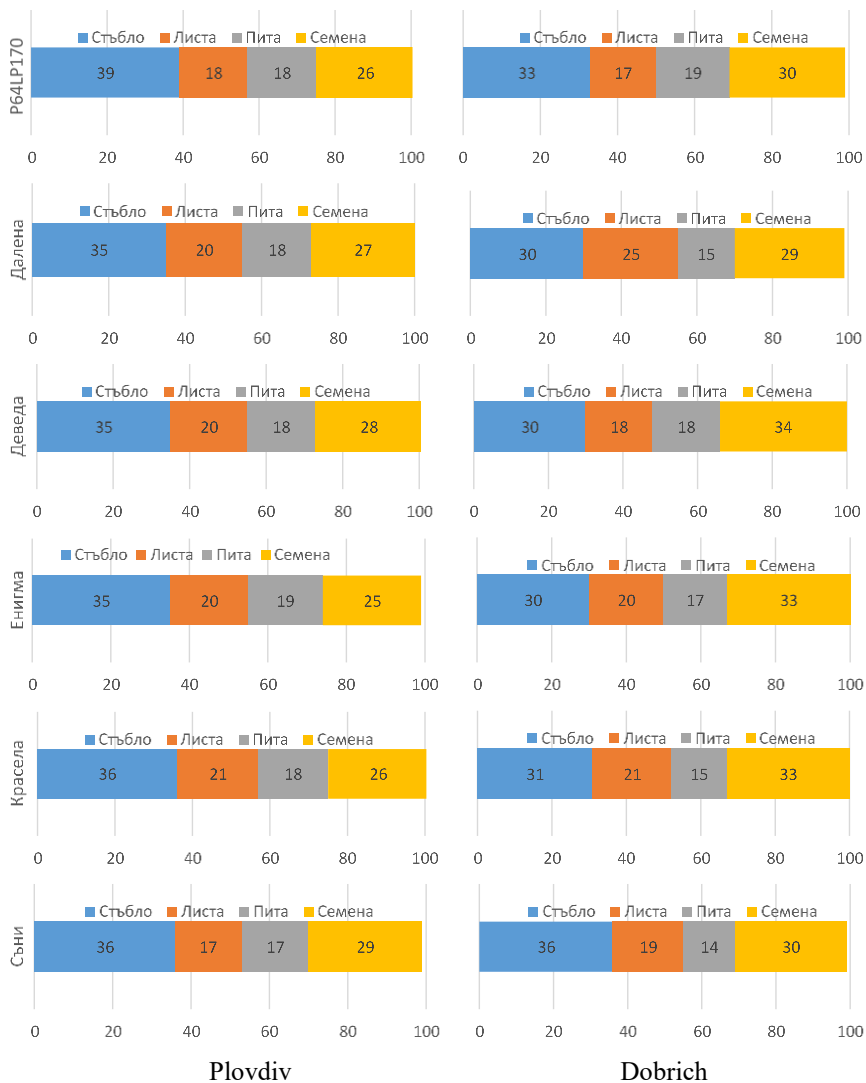 P64LP170
Стъбло Листа Пита Семена
39 18 18 26
0 20 40 60 80 100
Стъбло Листа Пита Семена
33 17 19 30
0 20 40 60 80 100
Далена
Стъбло Листа Пита Семена
35 20 18 27
0 20 40 60 80 100
Стъбло Листа Пита Семена
30 25 15 29
0 20 40 60 80 100
Деведа
Стъбло Листа Пита Семена
35 20 18 28
0 20 40 60 80 100
Стъбло Листа Пита Семена
30 18 18 34
0 20 40 60 80 100
Енигма
Стъбло Листа Пита Семена
35 20 19 25
0 20 40 60 80 100
Стъбло Листа Пита Семена
30 20 17 33
0 20 40 60 80 100
Красела
Стъбло Листа Пита Семена
36 21 18 26
0 20 40 60 80 100
Стъбло Листа Пита Семена
31 21 15 33
0 20 40 60 80 100
Съни
Стъбло Листа Пита Семена
36 17 17 29
0 20 40 60 80 100
Стъбло Листа Пита Семена
36 19 14 30
0 20 40 60 80 100
Plovdiv
Dobrich